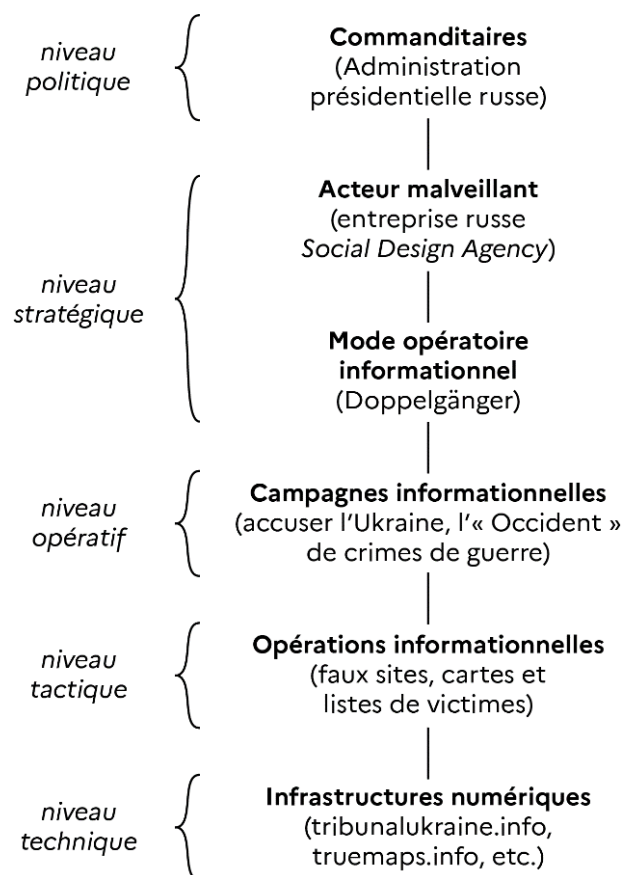 niveau
politique
Commanditaires
(Administration
présidentielle russe)
niveau
stratégique
Acteur malveillant
(entreprise russe
Social Design Agency)
Mode opératoire
informationnel
(Doppelgänger)
niveau
opératif
Campagnes informationnelles
(accuser l'Ukraine, l'« Occident »
de crimes de guerre)
niveau
tactique
Opérations informationnelles
(faux sites, cartes et
listes de victimes)
niveau
technique
Infrastructures numériques
(tribunalukraine.info,
truemaps.info, etc.)